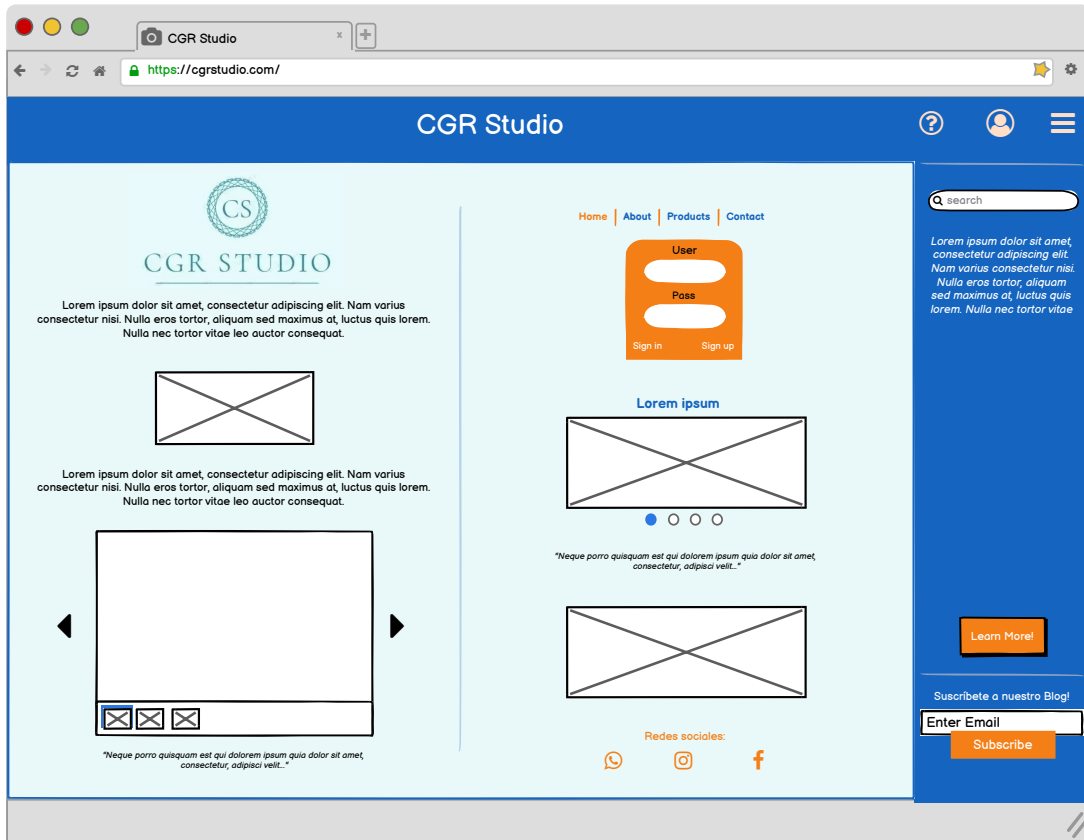 CGR Studio
x
https://cgrstudio.com/
CGR Studio
CS
CGR STUDIO
Lorem ipsum dolor sit amet, consectetur adipiscing elit. Nam varius
consectetur nisi. Nulla eros tortor, aliquam sed maximus at, luctus quis lorem.
Nulla nec tortor vitae leo auctor consequat.
Lorem ipsum dolor sit amet, consectetur adipiscing elit. Nam varius
consectetur nisi. Nulla eros tortor, aliquam sed maximus at, luctus quis lorem.
Nulla nec tortor vitae leo auctor consequat.
"Neque porro quisquam est qui dolorem ipsum quia dolor sit amet,
consectetur, adipisci velit..."
Home | About | Products | Contact
User
Pass
Sign in Sign up
Lorem ipsum
"Neque porro quisquam est qui dolorem ipsum quia dolor sit amet,
consectetur, adipisci velit..."
Redes sociales:
search
Lorem ipsum dolor sit amet,
consectetur adipiscing elit.
Nam varius consectetur nisi.
Nulla eros tortor, aliquam
sed maximus at, luctus quis
lorem. Nulla nec tortor vitae
Learn More!
Suscríbete a nuestro Blog!
Enter Email
Subscribe